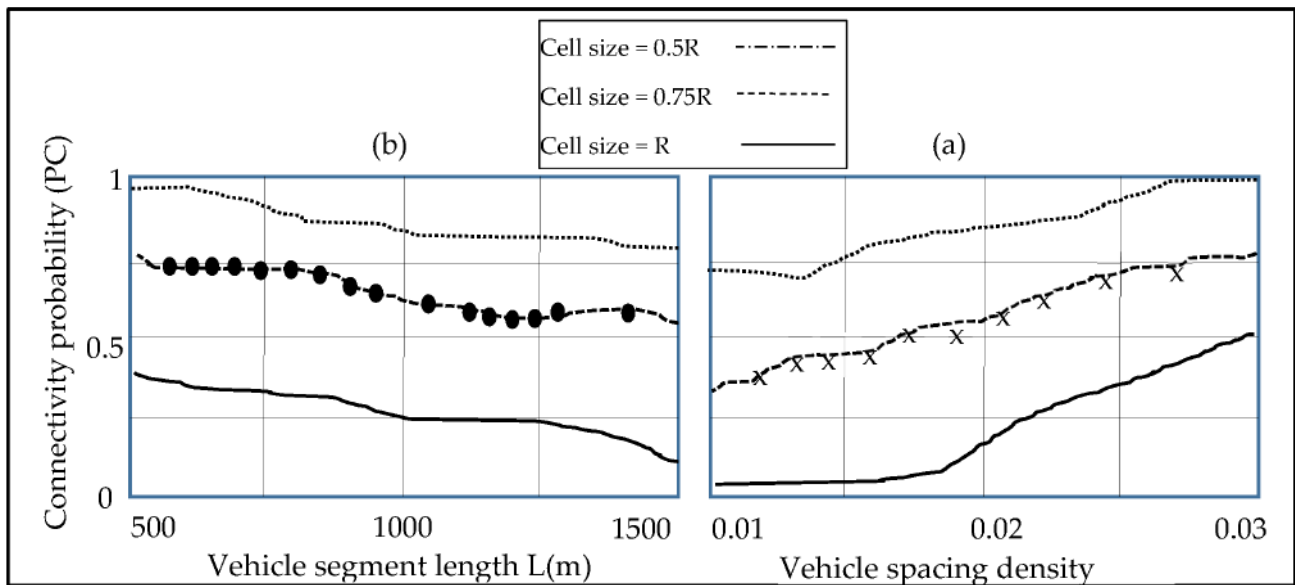 Cell size = 0.5R
Cell size = 0.75R
Cell size = R
(b)
(a)
Connectivity probability (PC)
1
0.5
0
500 1000 1500
0.01 0.02 0.03
Vehicle segment length L(m)
Vehicle spacing density